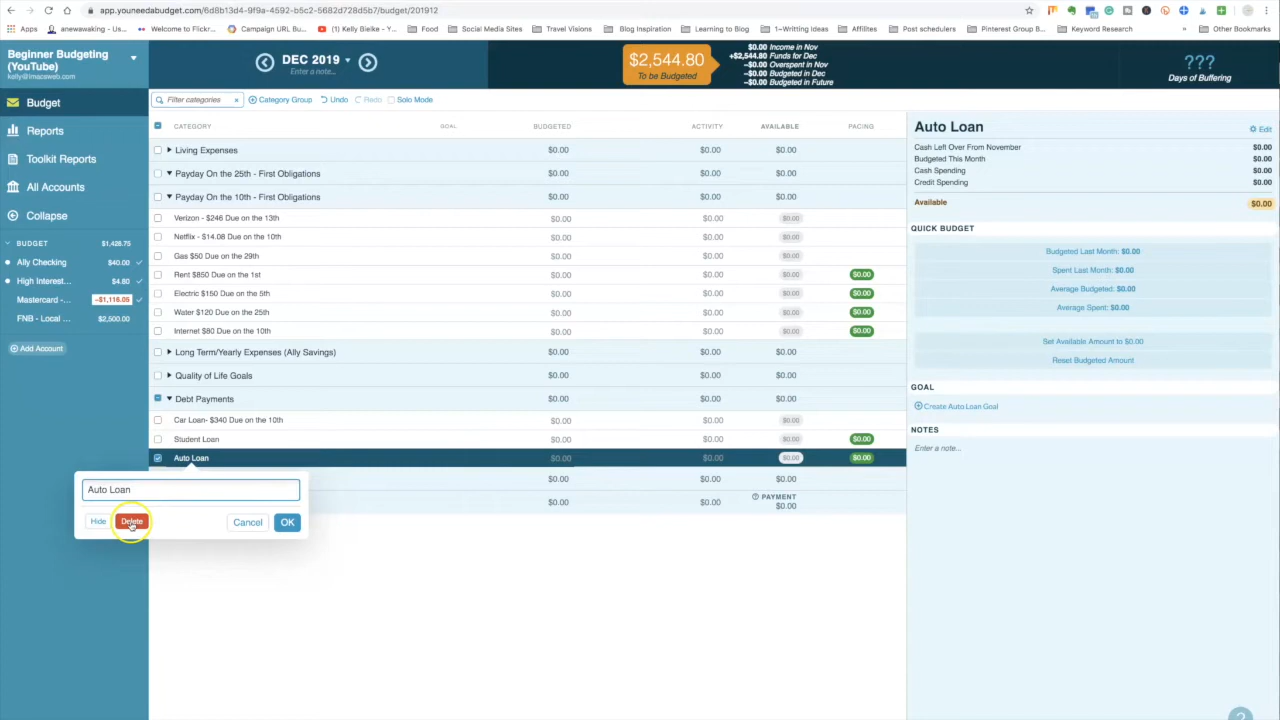 app.youneedabudget.com/6d8b13d4-9f9a-4592-b5c2-5682d728d5b7/budget/201912
Apps
anewawaking - Us...
Welcome to Flickr...
Campaign URL Bu...
(1) Kelly Bielke - Y...
Food
Social Media Sites
Travel Visions
Blog Inspiration
Learning to Blog
1~Writting Ideas
Affilites
Post schedulers
Pinterest Group B...
Keyword Research
»
Other Bookmarks
Beginner Budgeting
(YouTube)
kelly@imaceweb.com
DEC 2019
Enter a note...
$2,544.80
To be Budgeted
$0.00 Income in Nov
+$2,544.80 Funds for Dec
−$0.00 Overspent in Nov
−$0.00 Budgeted in Dec
−$0.00 Budgeted in Future
???
Days of Buffering
Budget
Reports
Toolkit Reports
All Accounts
Collapse
BUDGET $1,428.75
Ally Checking $40.00
High Interest... $4.80
Mastercard -... −$1,116.05
FNB - Local ... $2,500.00
Add Account
Filter categories
Category Group
Undo
Redo
Solo Mode
CATEGORY GOAL BUDGETED ACTIVITY AVAILABLE PACING
Living Expenses $0.00 $0.00 $0.00
Payday On the 25th - First Obligations $0.00 $0.00 $0.00
Payday On the 10th - First Obligations $0.00 $0.00 $0.00
Verizon - $246 Due on the 13th $0.00 $0.00 $0.00
Netflix - $14.08 Due on the 10th $0.00 $0.00 $0.00
Gas $50 Due on the 29th $0.00 $0.00 $0.00
Rent $850 Due on the 1st $0.00 $0.00 $0.00 $0.00
Electric $150 Due on the 5th $0.00 $0.00 $0.00 $0.00
Water $120 Due on the 25th $0.00 $0.00 $0.00 $0.00
Internet $80 Due on the 10th $0.00 $0.00 $0.00 $0.00
Long Term/Yearly Expenses (Ally Savings) $0.00 $0.00 $0.00
Quality of Life Goals $0.00 $0.00 $0.00
Debt Payments $0.00 $0.00 $0.00
Car Loan- $340 Due on the 10th $0.00 $0.00 $0.00
Student Loan $0.00 $0.00 $0.00 $0.00
Auto Loan $0.00 $0.00 $0.00 $0.00
$0.00 $0.00 $0.00
PAYMENT
$0.00 $0.00 $0.00
Auto Loan
Hide
Delete
Cancel
OK
Auto Loan
Edit
Cash Left Over From November $0.00
Budgeted This Month $0.00
Cash Spending $0.00
Credit Spending $0.00
Available $0.00
QUICK BUDGET
Budgeted Last Month: $0.00
Spent Last Month: $0.00
Average Budgeted: $0.00
Average Spent: $0.00
Set Available Amount to $0.00
Reset Budgeted Amount
GOAL
Create Auto Loan Goal
NOTES
Enter a note...
?